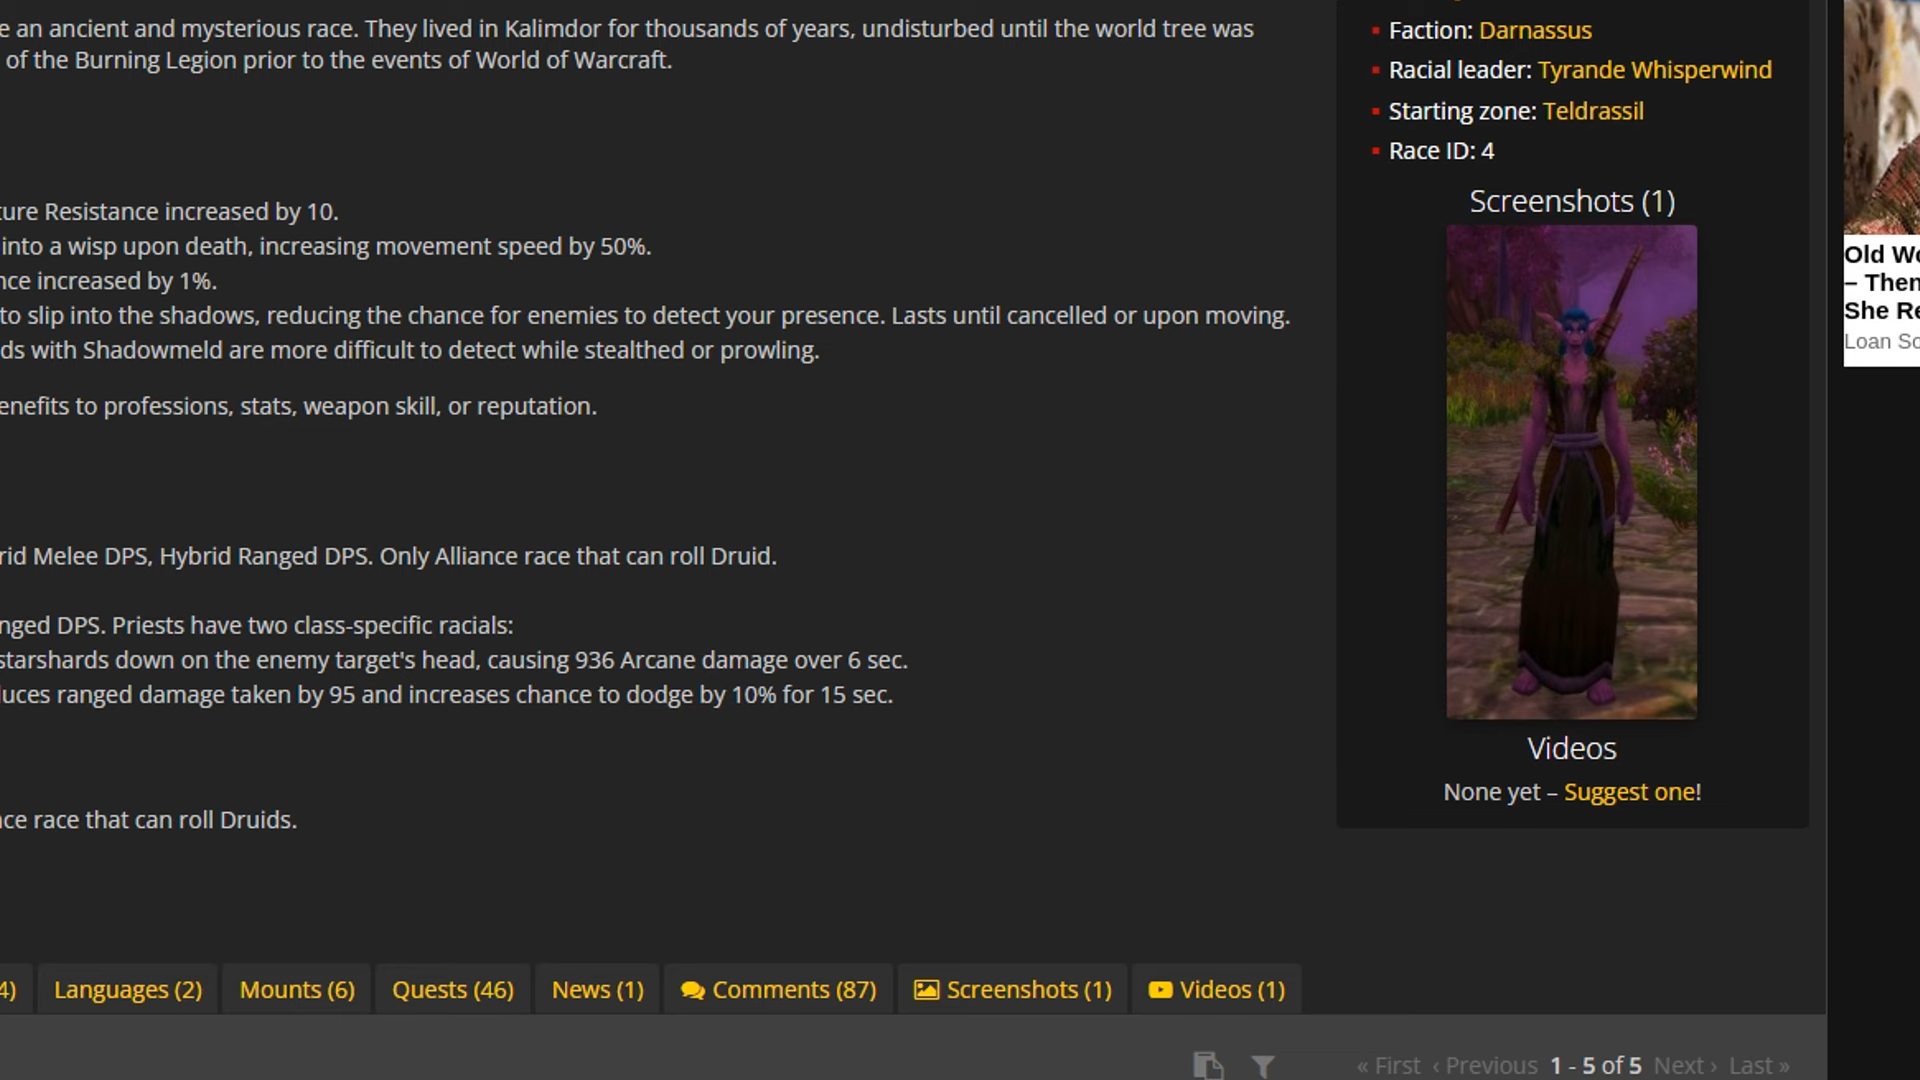 e an ancient and mysterious race. They lived in Kalimdor for thousands of years, undisturbed until the world tree was
of the Burning Legion prior to the events of World of Warcraft.
ture Resistance increased by 10.
into a wisp upon death, increasing movement speed by 50%.
nce increased by 1%.
to slip into the shadows, reducing the chance for enemies to detect your presence. Lasts until cancelled or upon moving.
ds with Shadowmeld are more difficult to detect while stealthed or prowling.
enefits to professions, stats, weapon skill, or reputation.
rid Melee DPS, Hybrid Ranged DPS. Only Alliance race that can roll Druid.
nged DPS. Priests have two class-specific racials:
starshards down on the enemy target's head, causing 936 Arcane damage over 6 sec.
duces ranged damage taken by 95 and increases chance to dodge by 10% for 15 sec.
nce race that can roll Druids.
Faction: Darnassus
Racial leader: Tyrande Whisperwind
Starting zone: Teldrassil
Race ID: 4
Screenshots (1)
Videos
None yet – Suggest one!
Old Wo
– Then
She Re
Loan Sc
4) Languages (2) Mounts (6) Quests (46) News (1) Comments (87) Screenshots (1) Videos (1)
« First ‹ Previous 1 - 5 of 5 Next › Last »